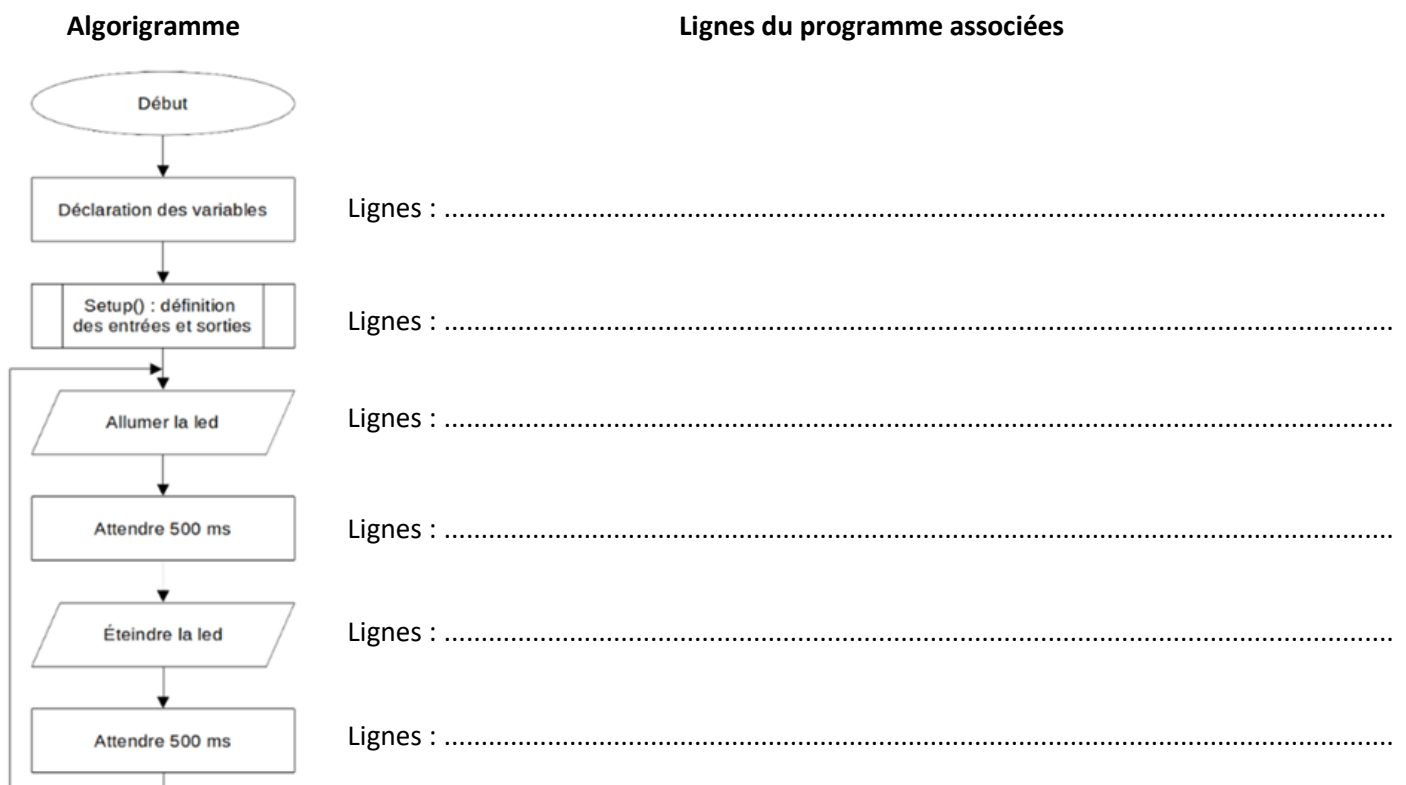 Algorigramme
Lignes du programme associées
Début
Déclaration des variables
Lignes : ...............................................................................................................................
Setup() : définition
des entrées et sorties
Lignes : ................................................................................................................................
Allumer la led
Lignes : ................................................................................................................................
Attendre 500 ms
Lignes : ................................................................................................................................
Éteindre la led
Lignes : ................................................................................................................................
Attendre 500 ms
Lignes : ................................................................................................................................